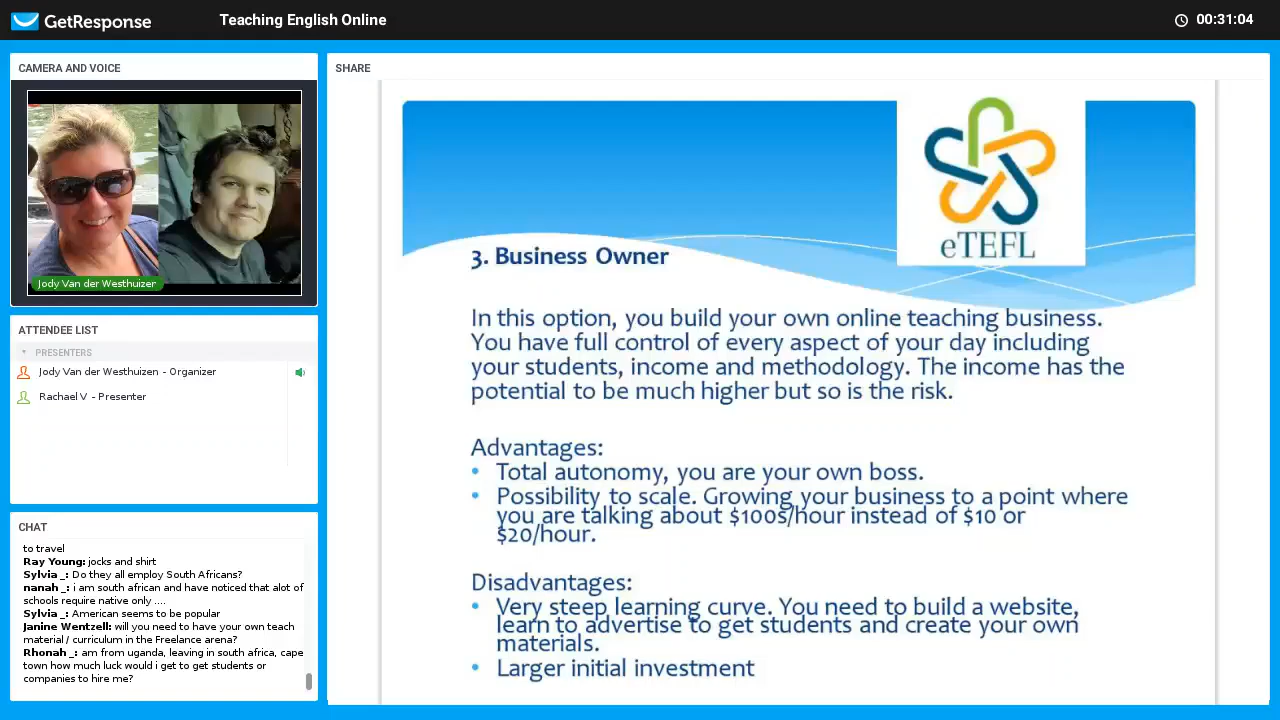 GetResponse
Teaching English Online
00:31:04
CAMERA AND VOICE
Jody Van der Westhuizer
ATTENDEE LIST
PRESENTERS
Jody Van der Westhuizen - Organizer
Rachael V - Presenter
CHAT
to travel
Ray Young: jocks and shirt
Sylvia _: Do they all employ South Africans?
nanah _: i am south african and have noticed that alot of
schools require native only ....
Sylvia _: American seems to be popular
Janine Wentzell: will you need to have your own teach
material / curriculum in the Freelance arena?
Rhonah _: am from uganda, leaving in south africa, cape
town how much luck would i get to get students or
companies to hire me?
SHARE
eTEFL
3. Business Owner
In this option, you build your own online teaching business.
You have full control of every aspect of your day including
your students, income and methodology. The income has the
potential to be much higher but so is the risk.
Advantages:
• Total autonomy, you are your own boss.
• Possibility to scale. Growing your business to a point where
you are talking about $100s/hour instead of $10 or
$20/hour.
Disadvantages:
• Very steep learning curve. You need to build a website,
learn to advertise to get students and create your own
materials.
• Larger initial investment